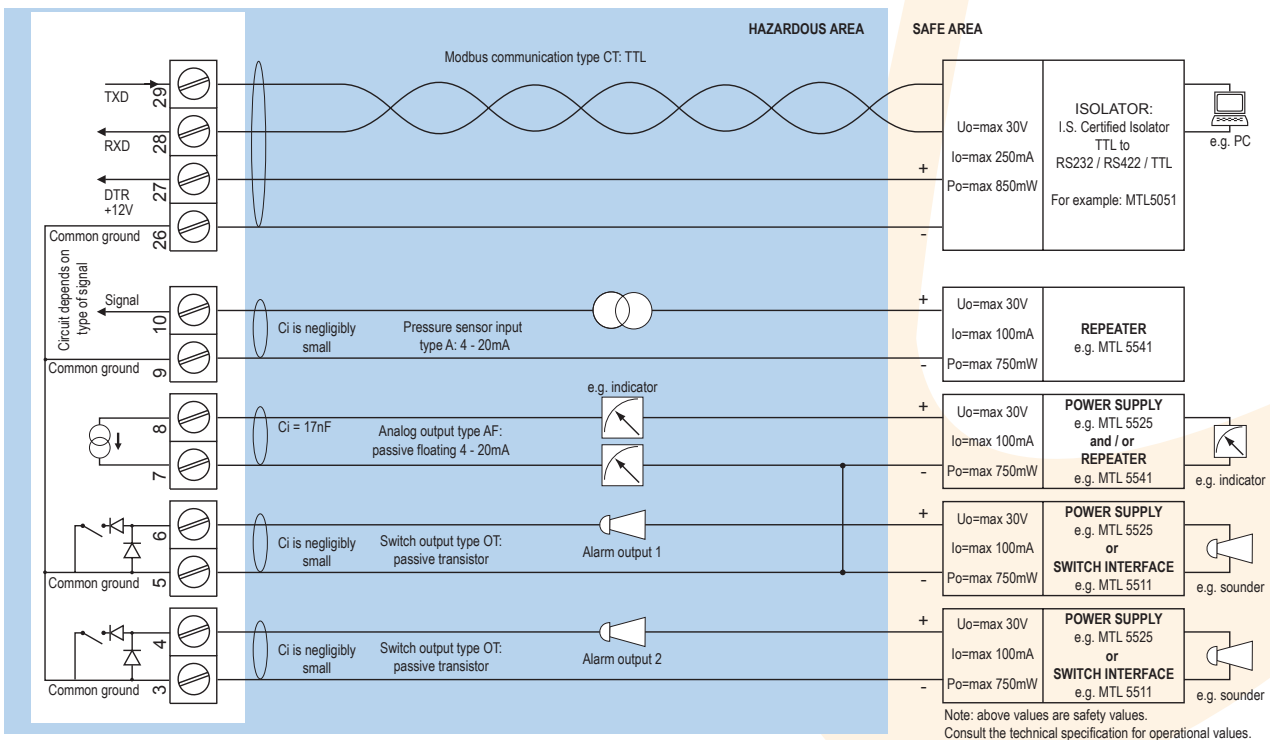 HAZARDOUS AREA
SAFE AREA
Modbus communication type CT: TTL
TXD
29
RXD
28
DTR
+12V
27
Common ground
26
+
-
Uo=max 30V
Io=max 250mA
Po=max 850mW
ISOLATOR:
I.S. Certified Isolator
TTL to
RS232 / RS422 / TTL
For example: MTL5051
e.g. PC
Circuit depends on
type of signal
Signal
10
Common ground
9
Ci is negligibly
small
Pressure sensor input
type A: 4 - 20mA
+
-
Uo=max 30V
Io=max 100mA
Po=max 750mW
REPEATER
e.g. MTL 5541
8
7
Ci = 17nF
Analog output type AF:
passive floating 4 - 20mA
e.g. indicator
+
-
Uo=max 30V
Io=max 100mA
Po=max 750mW
POWER SUPPLY
e.g. MTL 5525
and / or
REPEATER
e.g. MTL 5541
e.g. indicator
6
Common ground
5
Ci is negligibly
small
Switch output type OT:
passive transistor
Alarm output 1
+
-
Uo=max 30V
Io=max 100mA
Po=max 750mW
POWER SUPPLY
e.g. MTL 5525
or
SWITCH INTERFACE
e.g. MTL 5511
e.g. sounder
4
Common ground
3
Ci is negligibly
small
Switch output type OT:
passive transistor
Alarm output 2
+
-
Uo=max 30V
Io=max 100mA
Po=max 750mW
POWER SUPPLY
e.g. MTL 5525
or
SWITCH INTERFACE
e.g. MTL 5511
e.g. sounder
Note: above values are safety values.
Consult the technical specification for operational values.